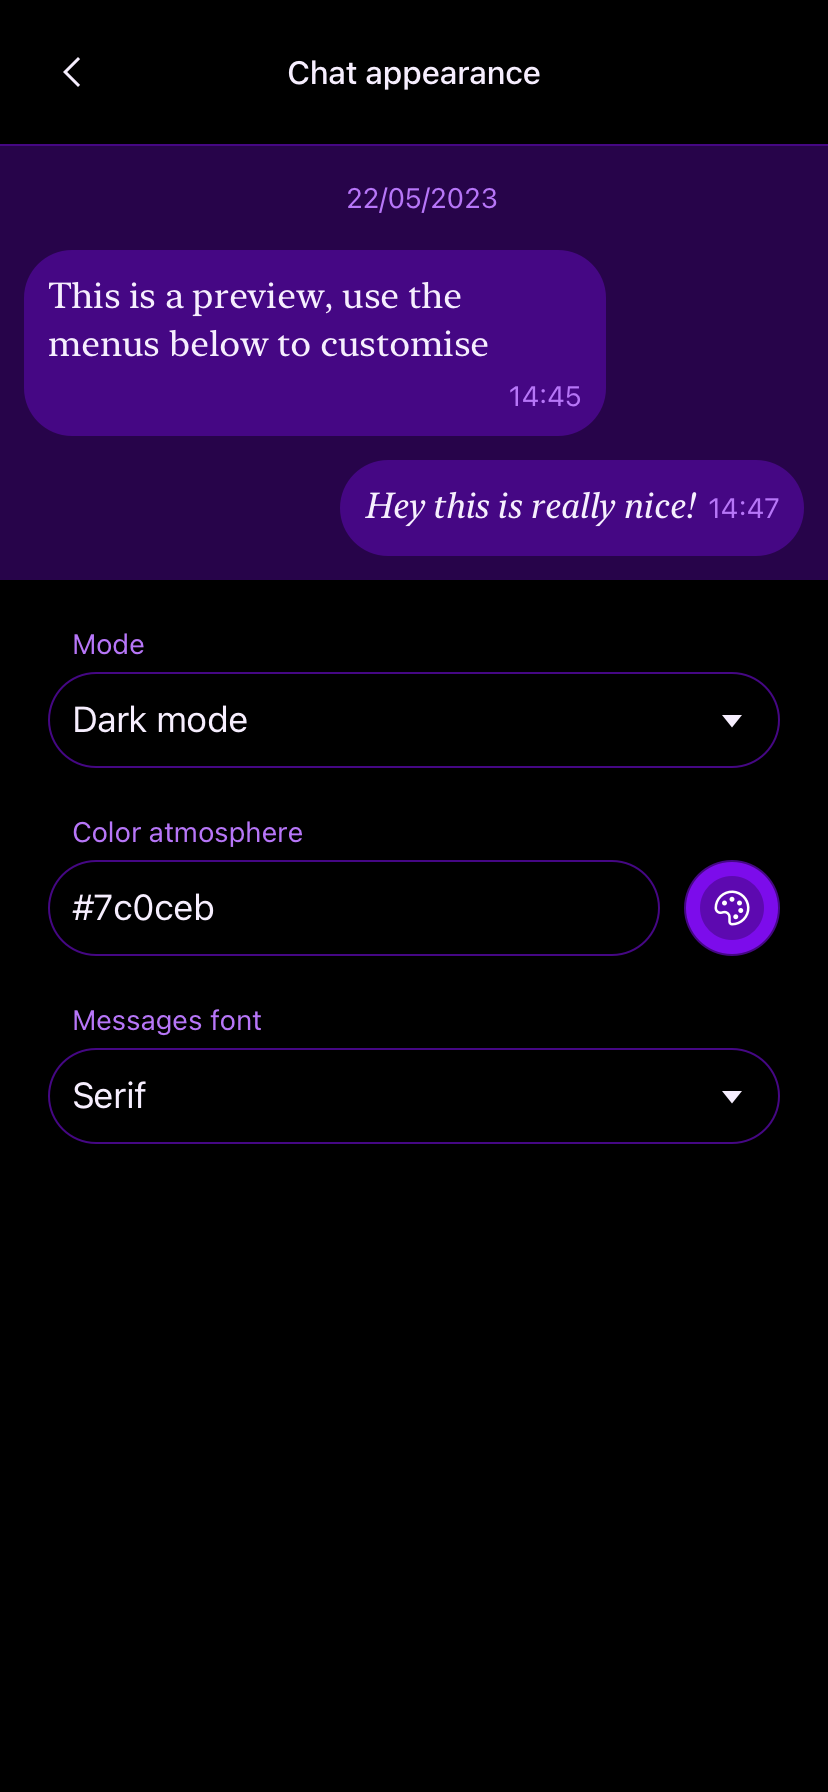 Chat appearance
22/05/2023
This is a preview, use the
menus below to customise
14:45
Hey this is really nice! 14:47
Mode
Dark mode
Color atmosphere
#7c0ceb
Messages font
Serif